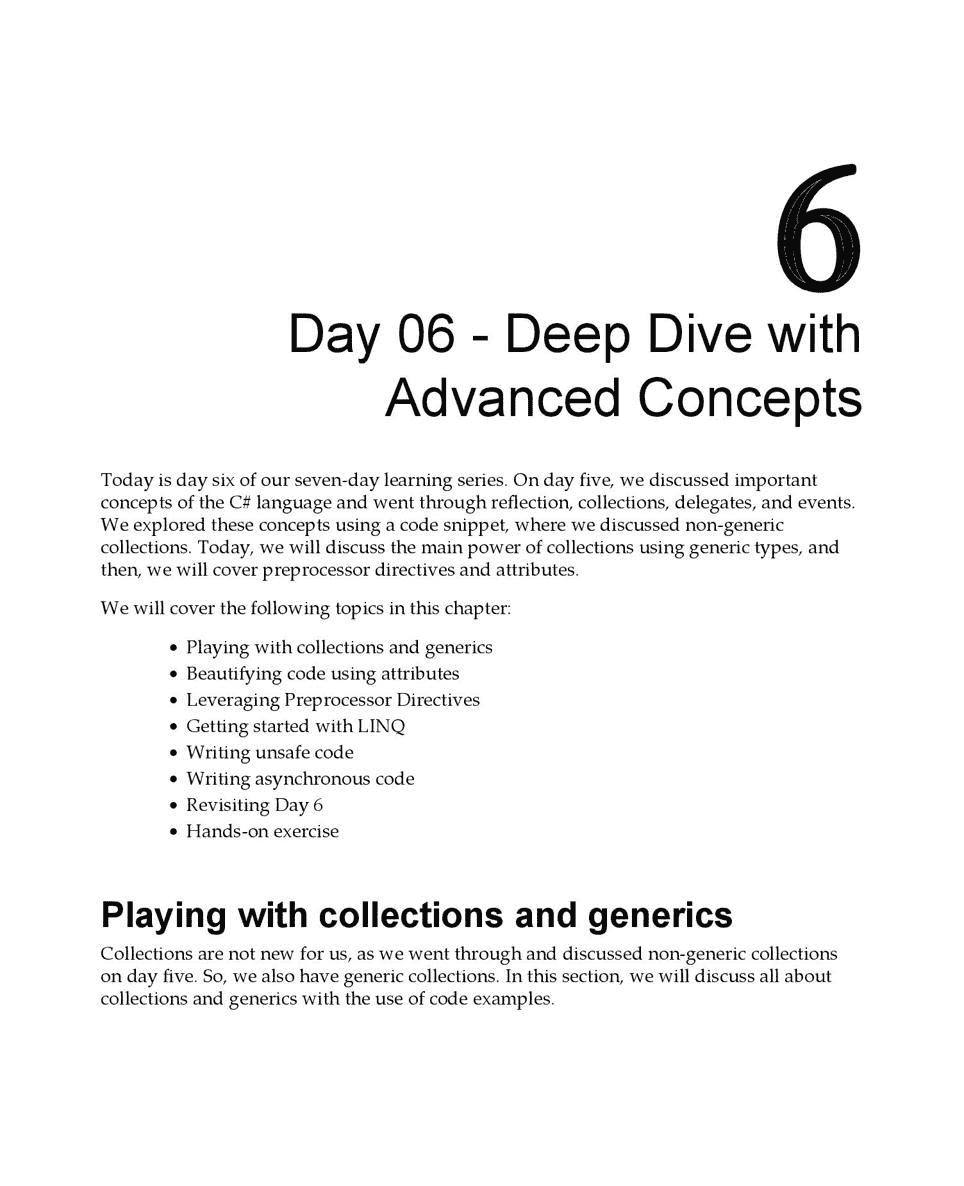 6
Day 06 - Deep Dive with
Advanced Concepts
Today is day six of our seven-day learning series. On day five, we discussed important
concepts of the C# language and went through reflection, collections, delegates, and events.
We explored these concepts using a code snippet, where we discussed non-generic
collections. Today, we will discuss the main power of collections using generic types, and
then, we will cover preprocessor directives and attributes.
We will cover the following topics in this chapter:
• Playing with collections and generics
• Beautifying code using attributes
• Leveraging Preprocessor Directives
• Getting started with LINQ
• Writing unsafe code
• Writing asynchronous code
• Revisiting Day 6
• Hands-on exercise
Playing with collections and generics
Collections are not new for us, as we went through and discussed non-generic collections
on day five. So, we also have generic collections. In this section, we will discuss all about
collections and generics with the use of code examples.